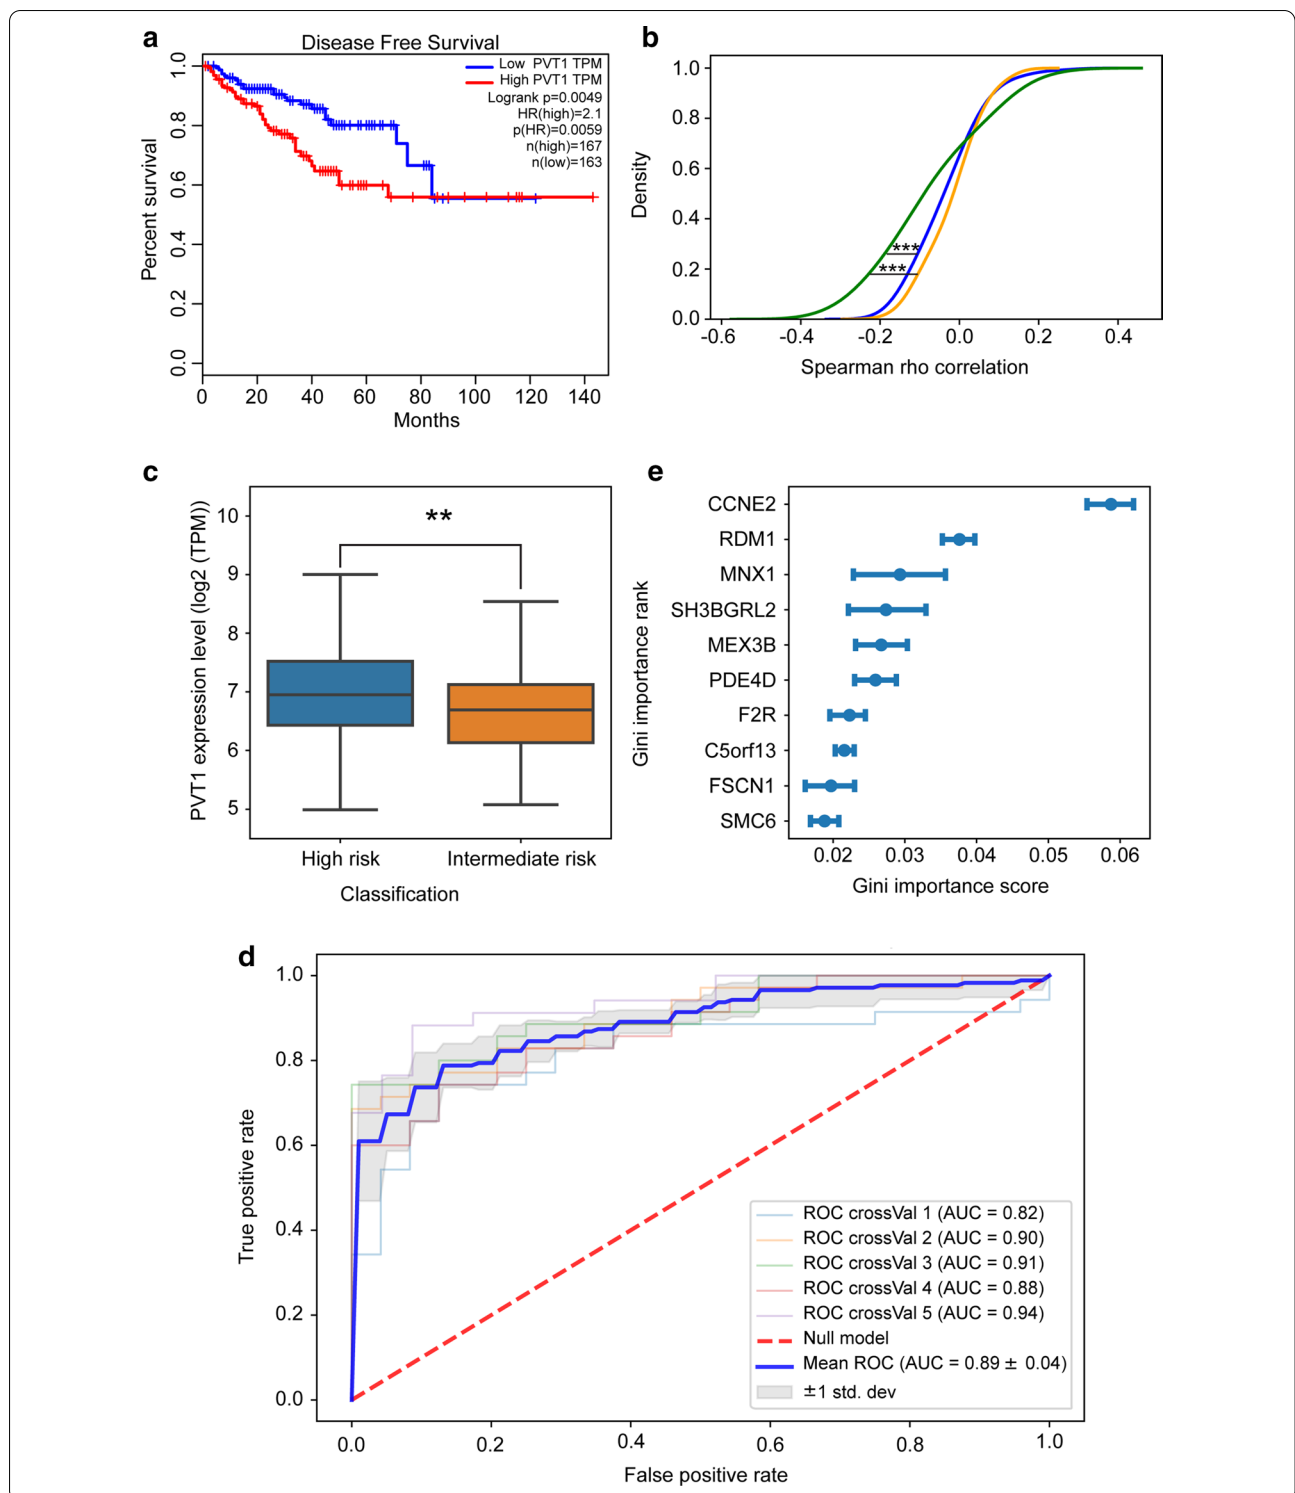 a
Disease Free Survival
Low PVT1 TPM
High PVT1 TPM
Logrank p=0.0049
HR(high)=2.1
p(HR)=0.0059
n(high)=167
n(low)=163
Percent survival
1.0
0.8
0.6
0.4
0.2
0.0
0 20 40 60 80 100 120 140
Months
b
Density
1.0
0.8
0.6
0.4
0.2
0.0
***
***
-0.6 -0.4 -0.2 0.0 0.2 0.4
Spearman rho correlation
c
PVT1 expression level (log2 (TPM))
10
9
8
7
6
5
**
High risk Intermediate risk
Classification
e
Gini importance rank
CCNE2
RDM1
MNX1
SH3BGRL2
MEX3B
PDE4D
F2R
C5orf13
FSCN1
SMC6
0.02 0.03 0.04 0.05 0.06
Gini importance score
d
True positive rate
1.0
0.8
0.6
0.4
0.2
0.0
ROC crossVal 1 (AUC = 0.82)
ROC crossVal 2 (AUC = 0.90)
ROC crossVal 3 (AUC = 0.91)
ROC crossVal 4 (AUC = 0.88)
ROC crossVal 5 (AUC = 0.94)
Null model
Mean ROC (AUC = 0.89 ± 0.04)
±1 std. dev
0.0 0.2 0.4 0.6 0.8 1.0
False positive rate